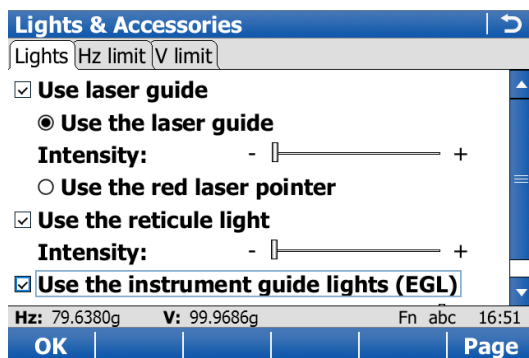 Lights & Accessories
Lights Hz limit V limit
Use laser guide
Use the laser guide
Intensity: - +
Use the red laser pointer
Use the reticule light
Intensity: - +
Use the instrument guide lights (EGL)
Hz: 79.6380g V: 99.9686g Fn abc 16:51
OK Page